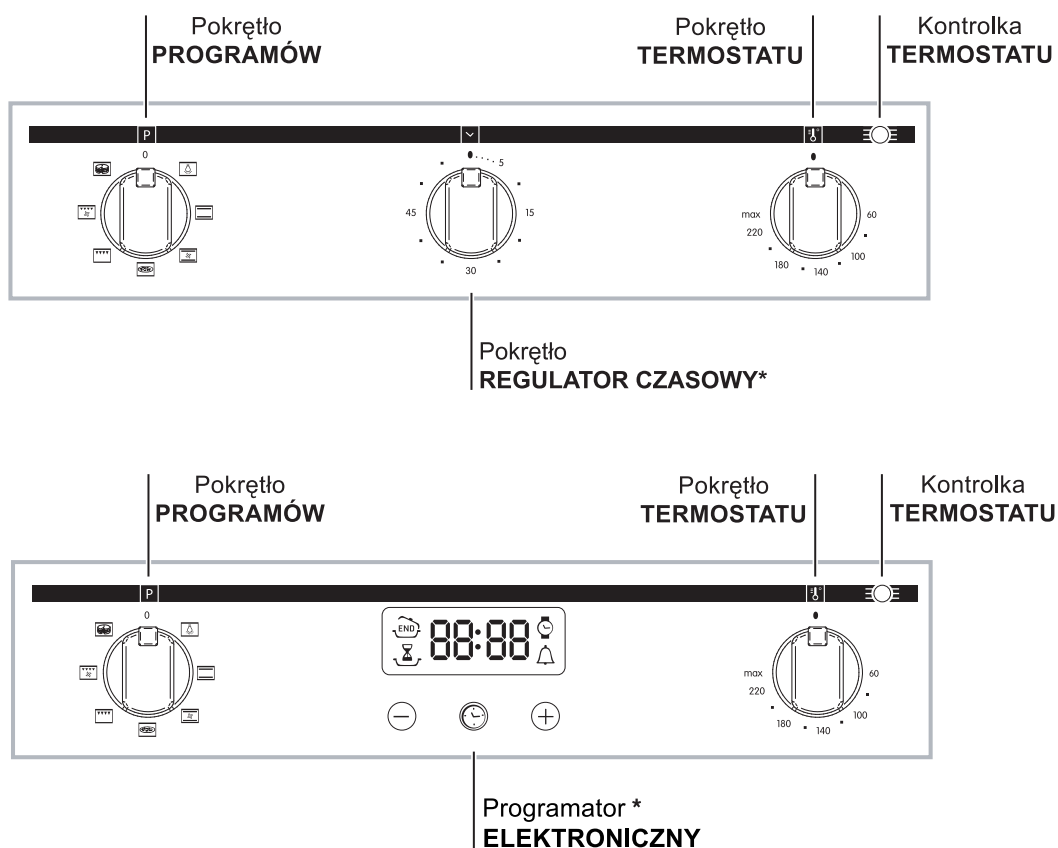 Pokrętło
PROGRAMÓW
Pokrętło
TERMOSTATU
Kontrolka
TERMOSTATU
P
0
5
15
30
45
60
100
140
180
220
max
Pokrętło
REGULATOR CZASOWY*
Pokrętło
PROGRAMÓW
Pokrętło
TERMOSTATU
Kontrolka
TERMOSTATU
P
0
END
88:88
60
100
140
180
220
max
Programator *
ELEKTRONICZNY